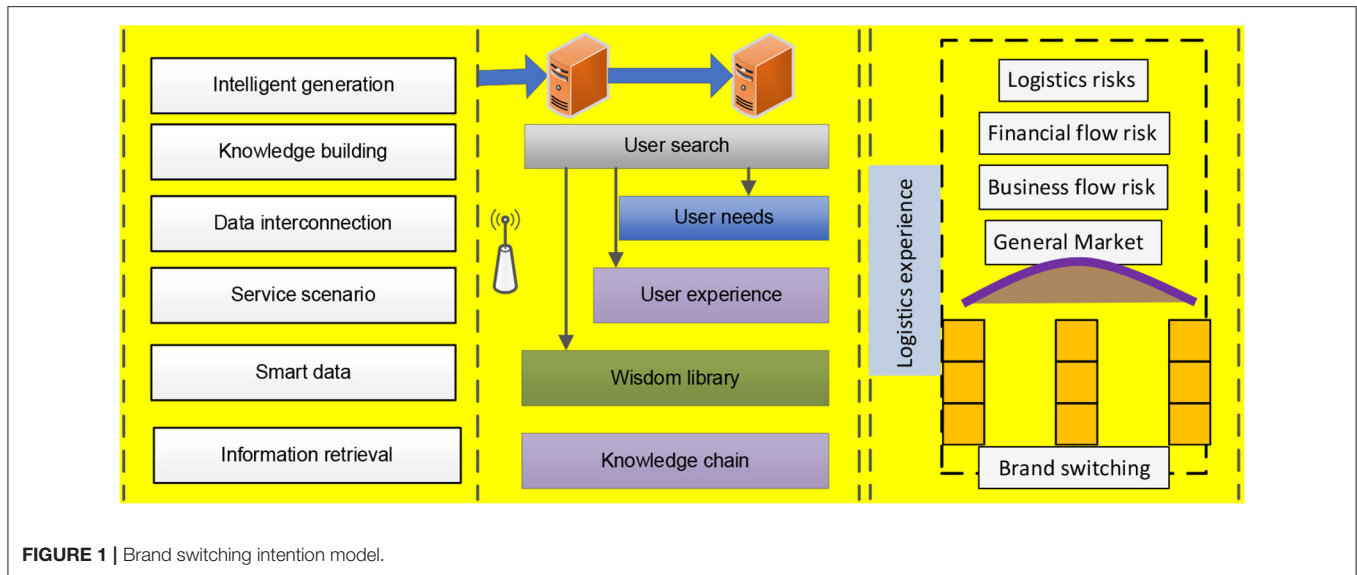 Intelligent generation
Knowledge building
Data interconnection
Service scenario
Smart data
Information retrieval
User search
User needs
User experience
Wisdom library
Knowledge chain
Logistics experience
Logistics risks
Financial flow risk
Business flow risk
General Market
Brand switching
FIGURE 1 | Brand switching intention model.